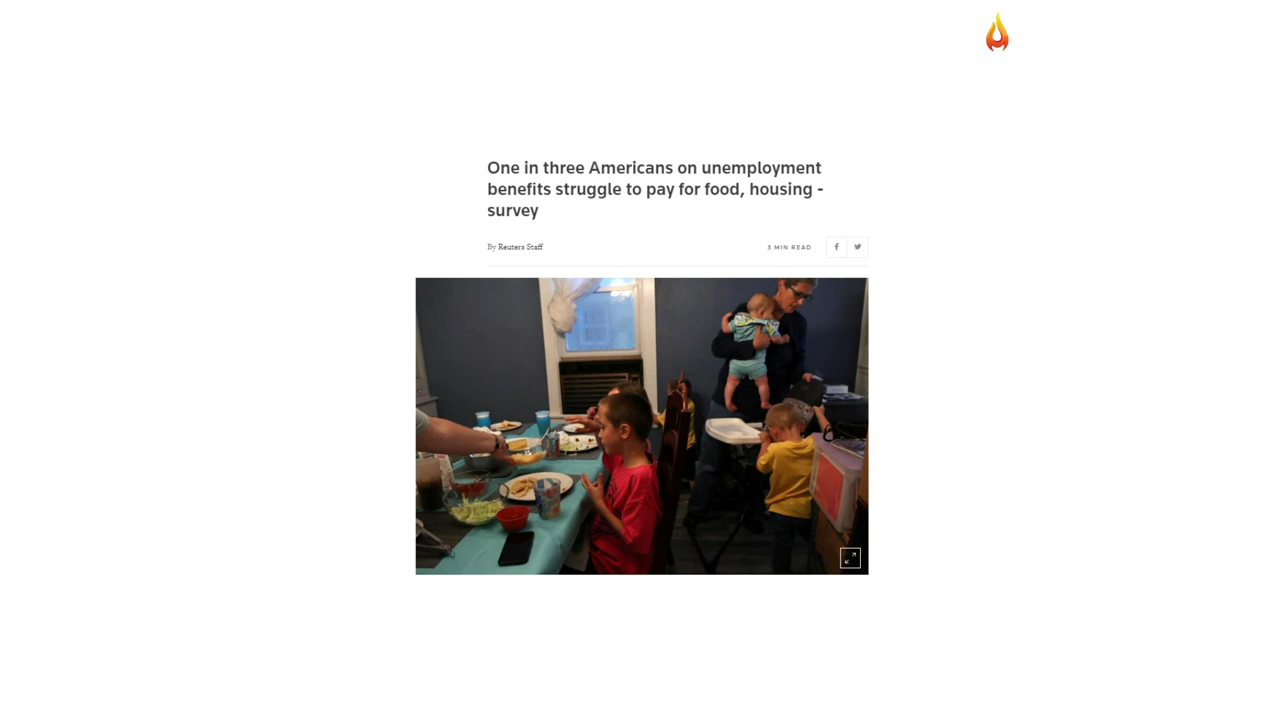 One in three Americans on unemployment
benefits struggle to pay for food, housing -
survey
By Reuters Staff
3 MIN READ